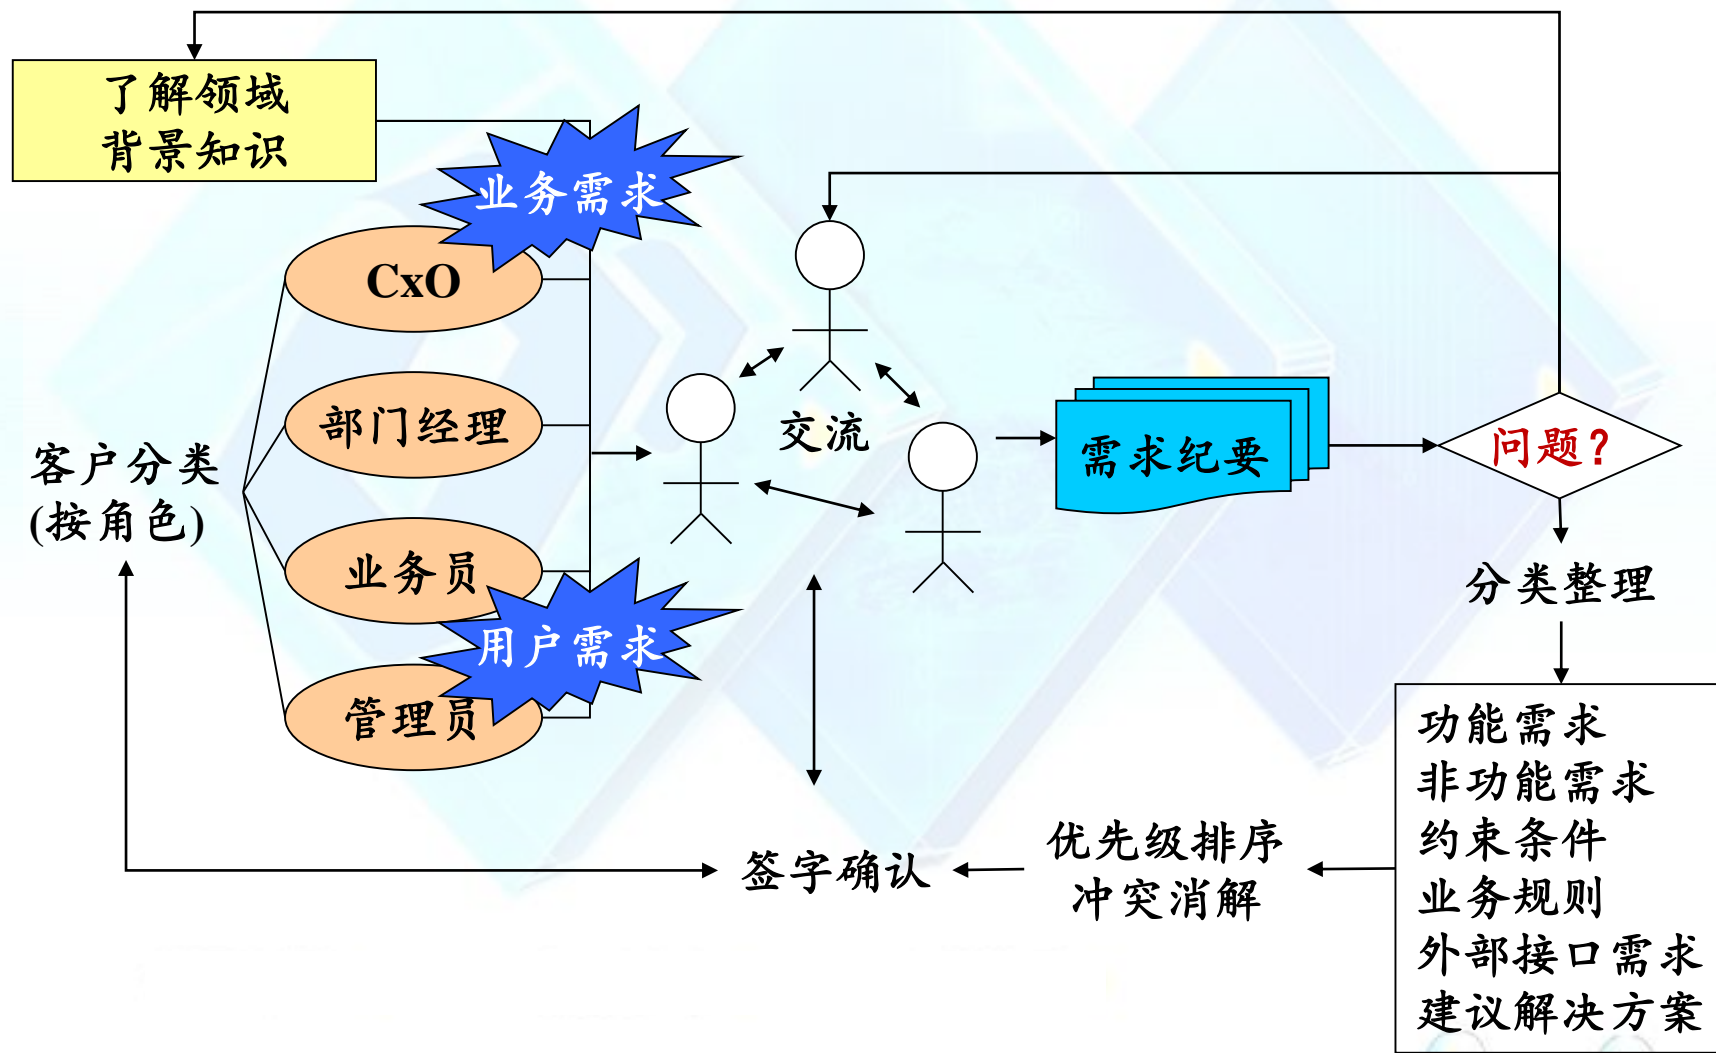 了解领域
背景知识
业务需求
CxO
部门经理
业务员
用户需求
管理员
客户分类
(按角色)
交流
需求纪要
问题?
分类整理
功能需求
非功能需求
约束条件
业务规则
外部接口需求
建议解决方案
优先级排序
冲突消解
签字确认